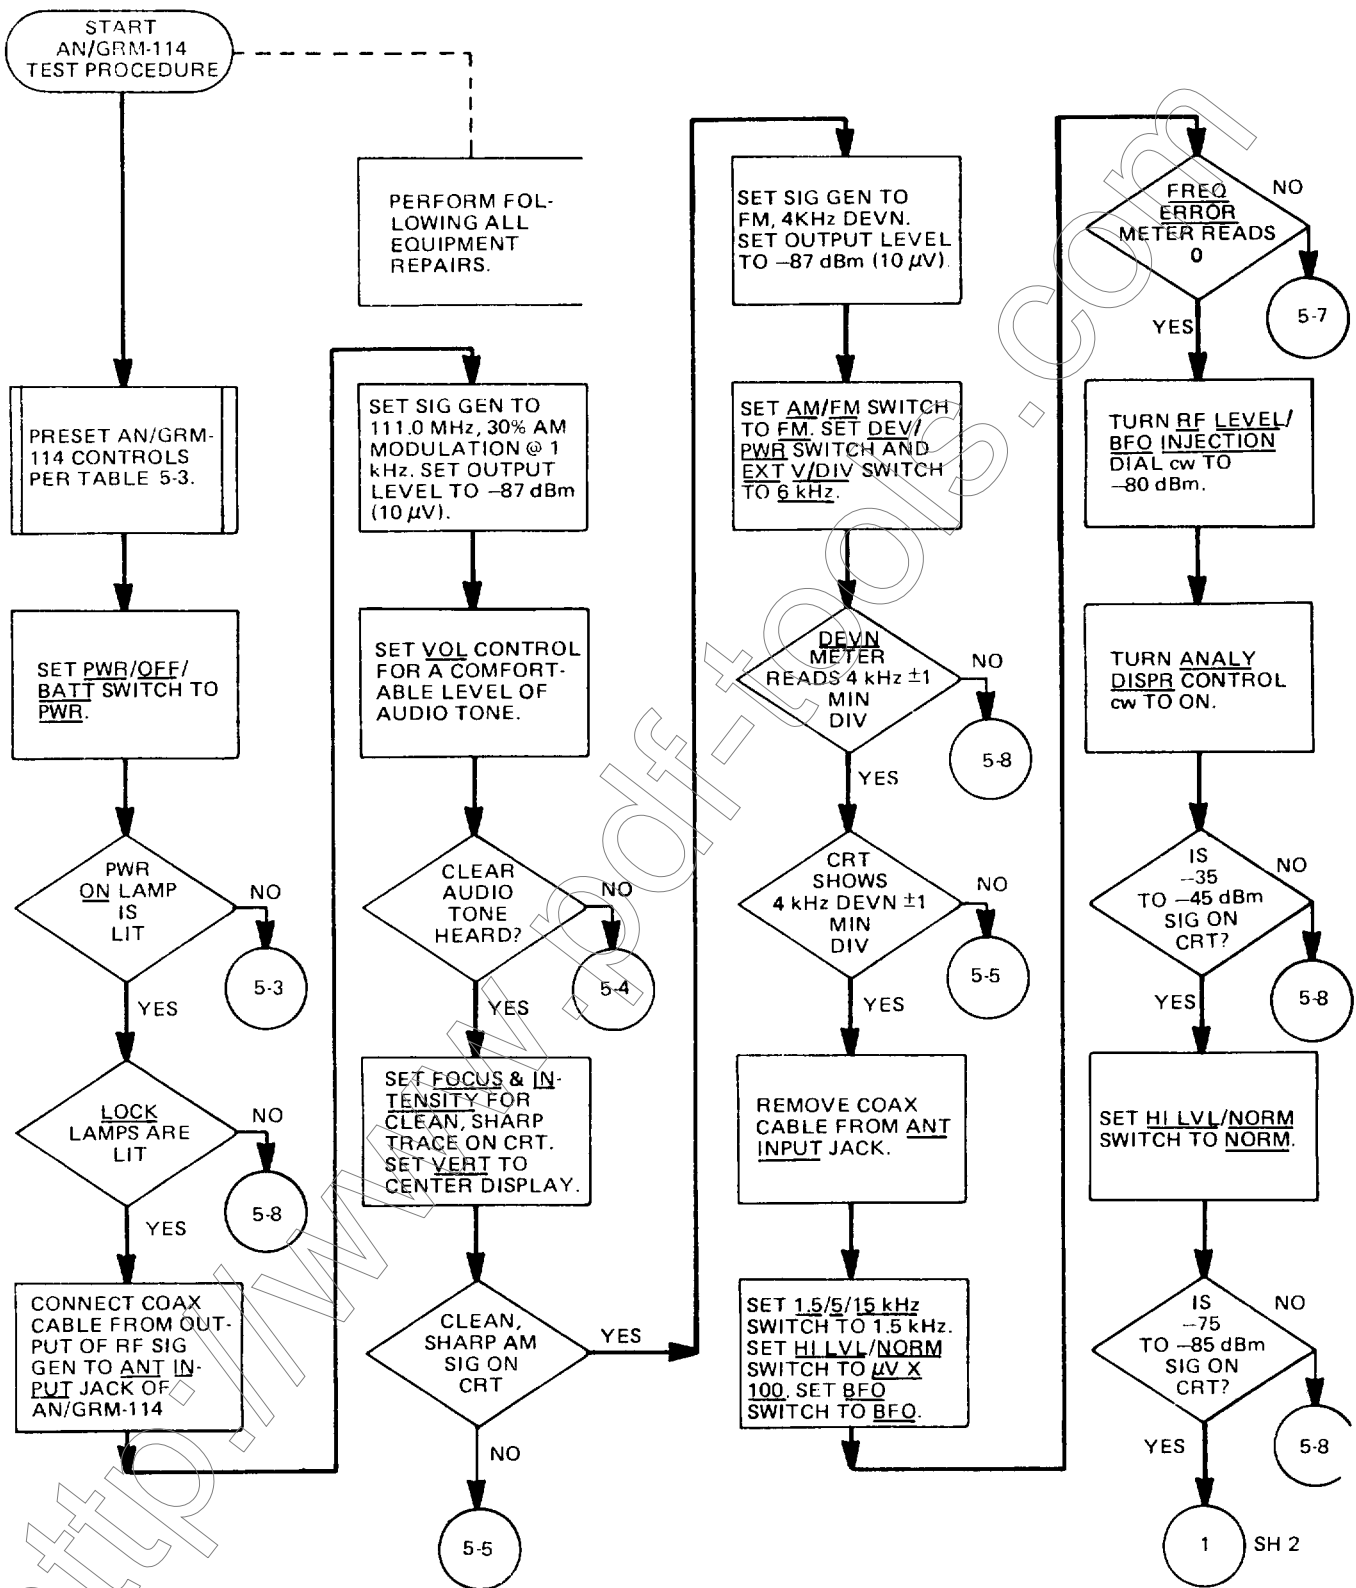 START
AN/GRM-114
TEST PROCEDURE
PERFORM FOL-
LOWING ALL
EQUIPMENT
REPAIRS.
PRESET AN/GRM-
114 CONTROLS
PER TABLE 5-3.
SET PWR/OFF/
BATT SWITCH TO
PWR.
PWR
ON LAMP
IS
LIT
NO
5-3
YES
LOCK
LAMPS ARE
LIT
NO
5-8
YES
CONNECT COAX
CABLE FROM OUT-
PUT OF RF SIG
GEN TO ANT IN-
PUT JACK OF
AN/GRM-114
SET SIG GEN TO
111.0 MHz, 30% AM
MODULATION @ 1
kHz. SET OUTPUT
LEVEL TO –87 dBm
(10 μV).
SET VOL CONTROL
FOR A COMFORT-
ABLE LEVEL OF
AUDIO TONE.
CLEAR
AUDIO
TONE
HEARD?
NO
5-4
YES
SET FOCUS & IN-
TENSITY FOR
CLEAN, SHARP
TRACE ON CRT.
SET VERT TO
CENTER DISPLAY.
CLEAN,
SHARP AM
SIG ON
CRT
YES
NO
5-5
SET SIG GEN TO
FM, 4KHz DEVN.
SET OUTPUT LEVEL
TO –87 dBm (10 μV).
SET AM/FM SWITCH
TO FM. SET DEV/
PWR SWITCH AND
EXT V/DIV SWITCH
TO 6 kHz.
DEVN
METER
READS 4 kHz ±1
MIN
DIV
NO
5-8
YES
CRT
SHOWS
4 kHz DEVN ±1
MIN
DIV
NO
5-5
YES
REMOVE COAX
CABLE FROM ANT
INPUT JACK.
SET 1.5/5/15 kHz
SWITCH TO 1.5 kHz.
SET HI LVL/NORM
SWITCH TO μV X
100. SET BFO
SWITCH TO BFO.
FREQ
ERROR
METER READS
0
NO
5-7
YES
TURN RF LEVEL/
BFO INJECTION
DIAL cw TO
–80 dBm.
TURN ANALY
DISPR CONTROL
cw TO ON.
IS
–35
TO –45 dBm
SIG ON
CRT?
NO
5-8
YES
SET HI LVL/NORM
SWITCH TO NORM.
IS
–75
TO –85 dBm
SIG ON
CRT?
NO
5-8
YES
1
SH 2
http://www.pdf-tools.com